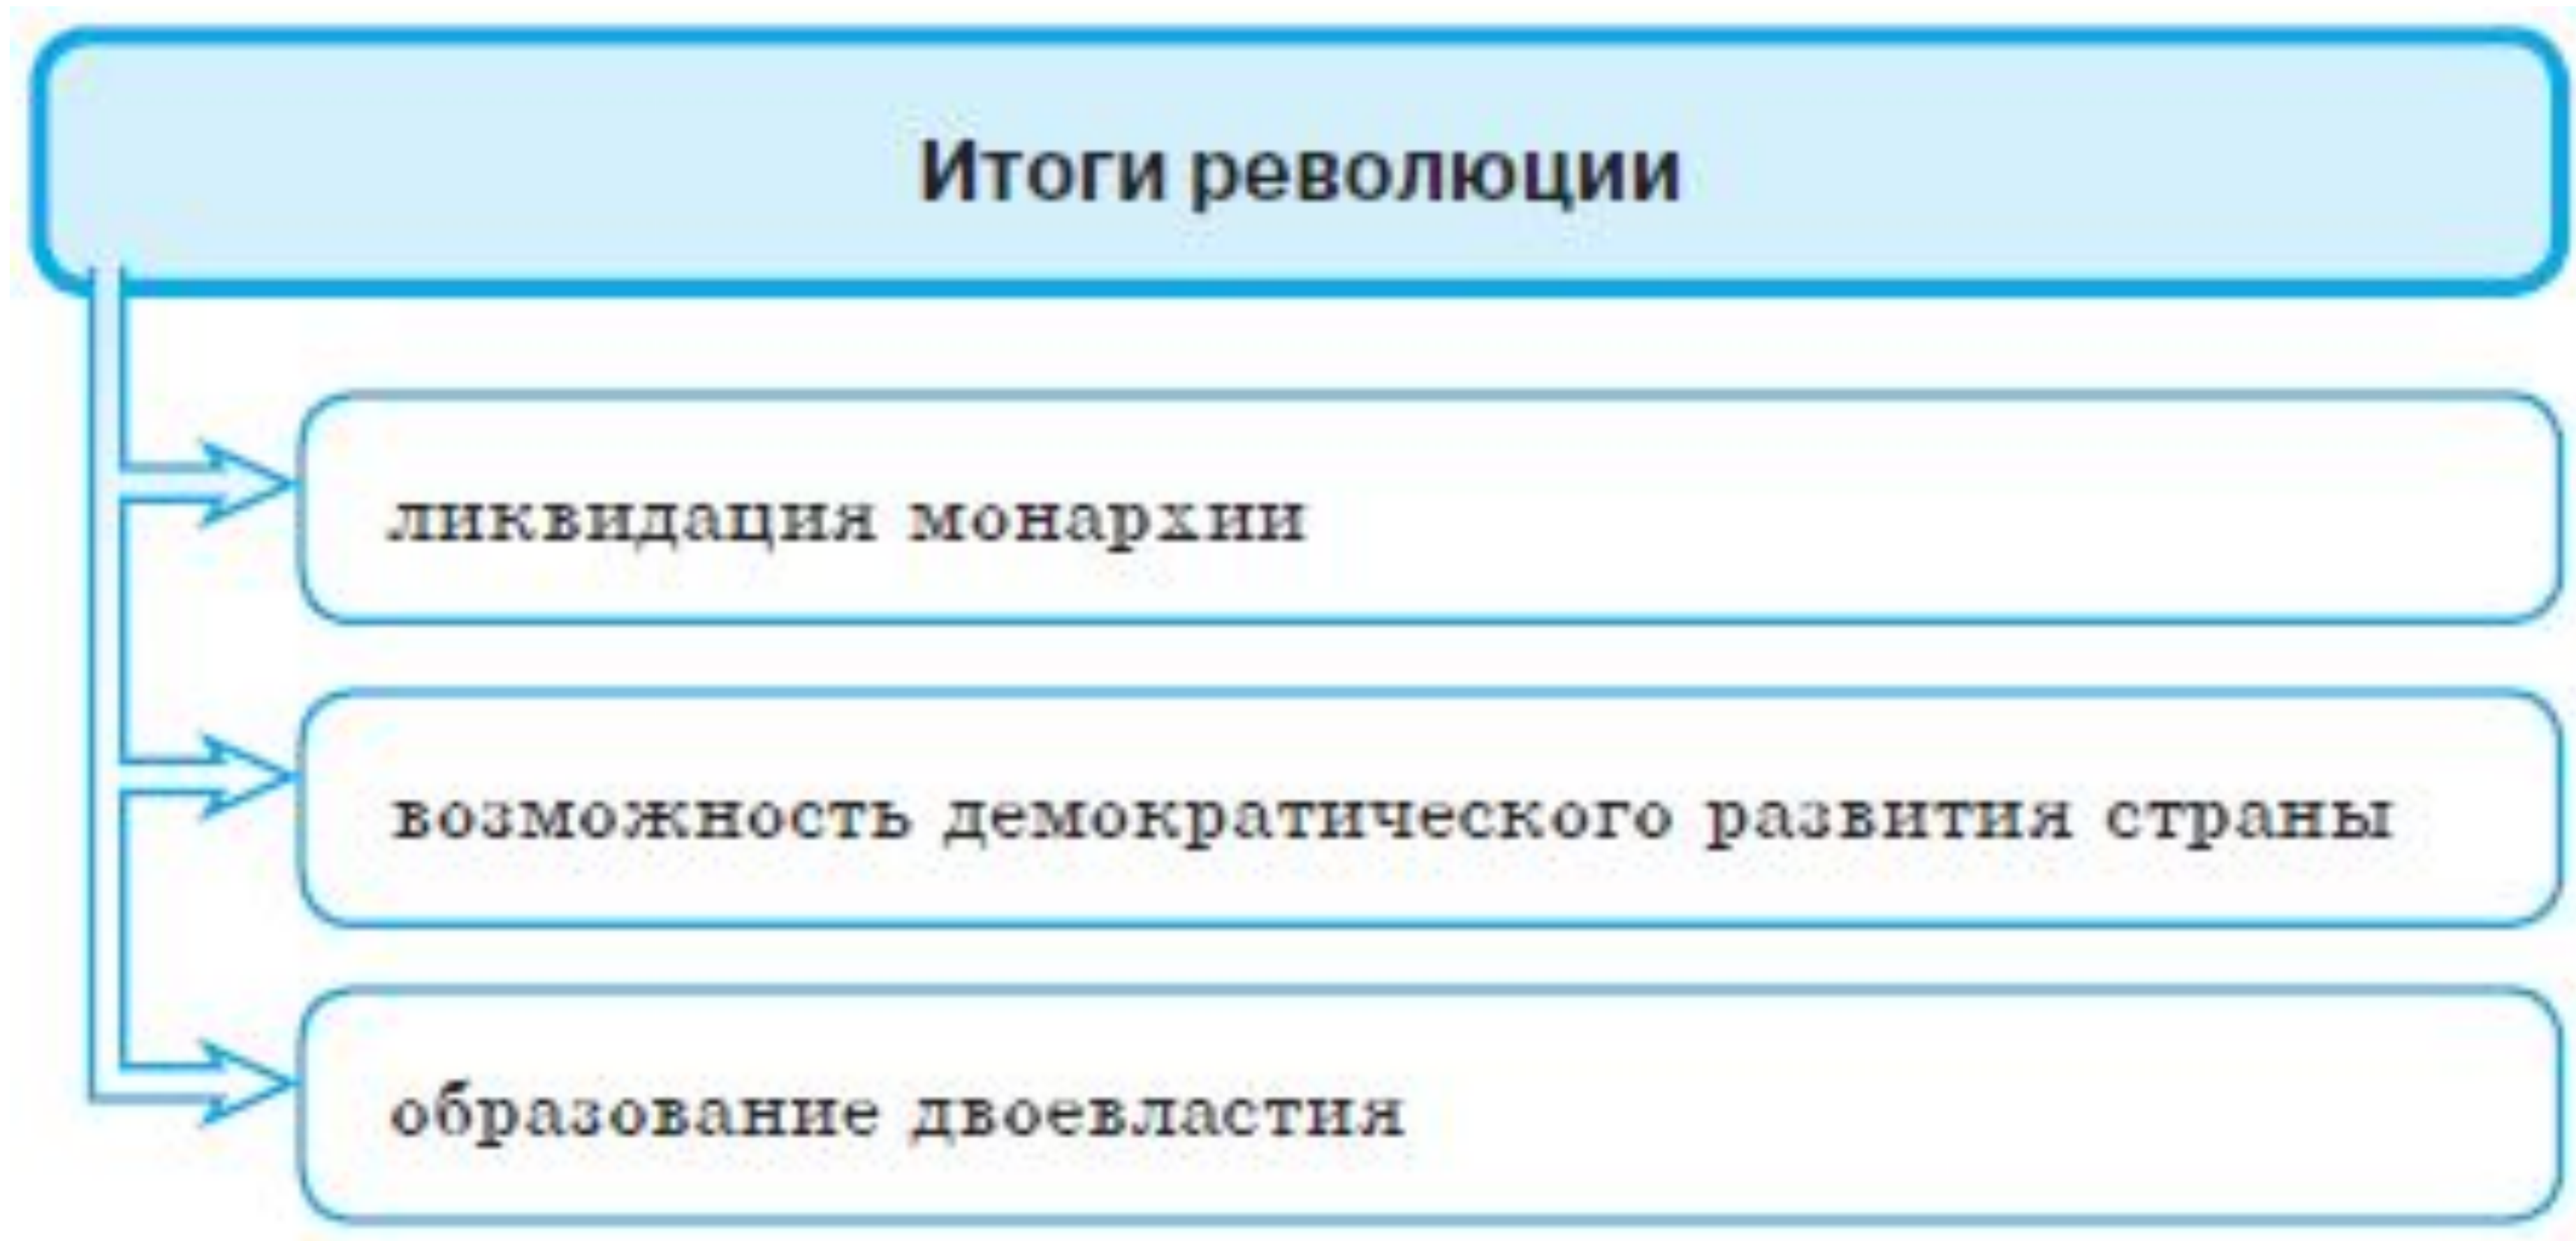 Итоги революции
ликвидация монархии
возможность демократического развития страны
образование двоевластия